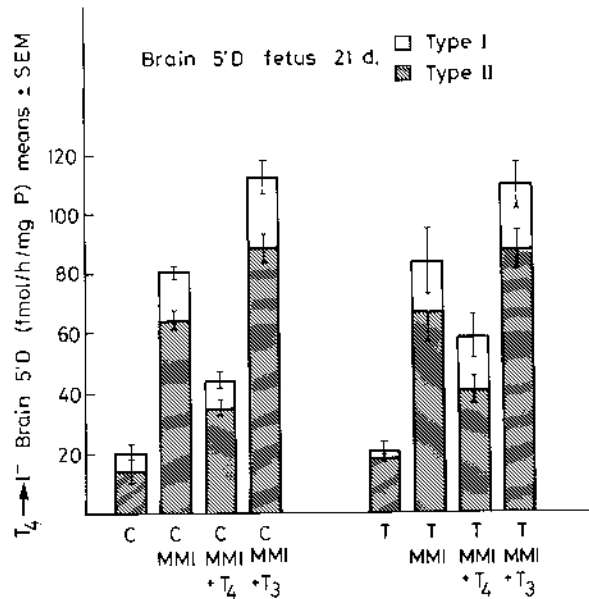 Brain 5'D fetus 21 d.
Type I
Type II
T4 → I⁻ Brain 5'D (fmol/h/mg P) means ± SEM
120
100
80
60
40
20
C C C C T T T T
MMI MMI MMI MMI MMI MMI
+ T4 + T3 + T4 + T3